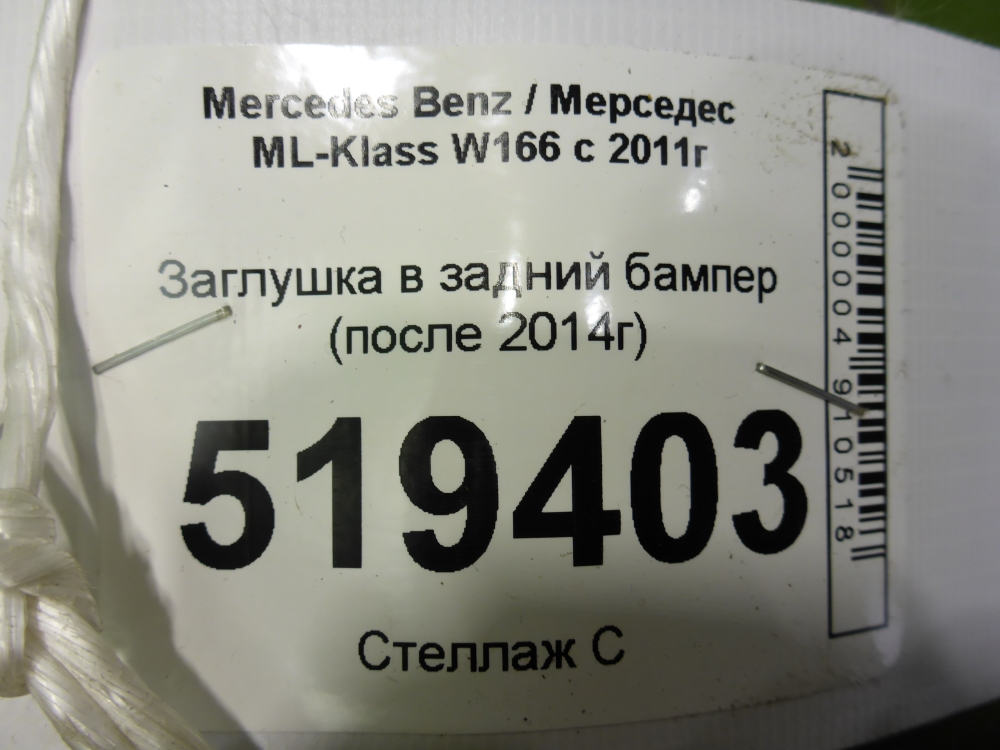 Mercedes Benz / Мерседес
ML-Klass W166 с 2011г
Заглушка в задний бампер
(после 2014г)
519403
Стеллаж С
2000004910518